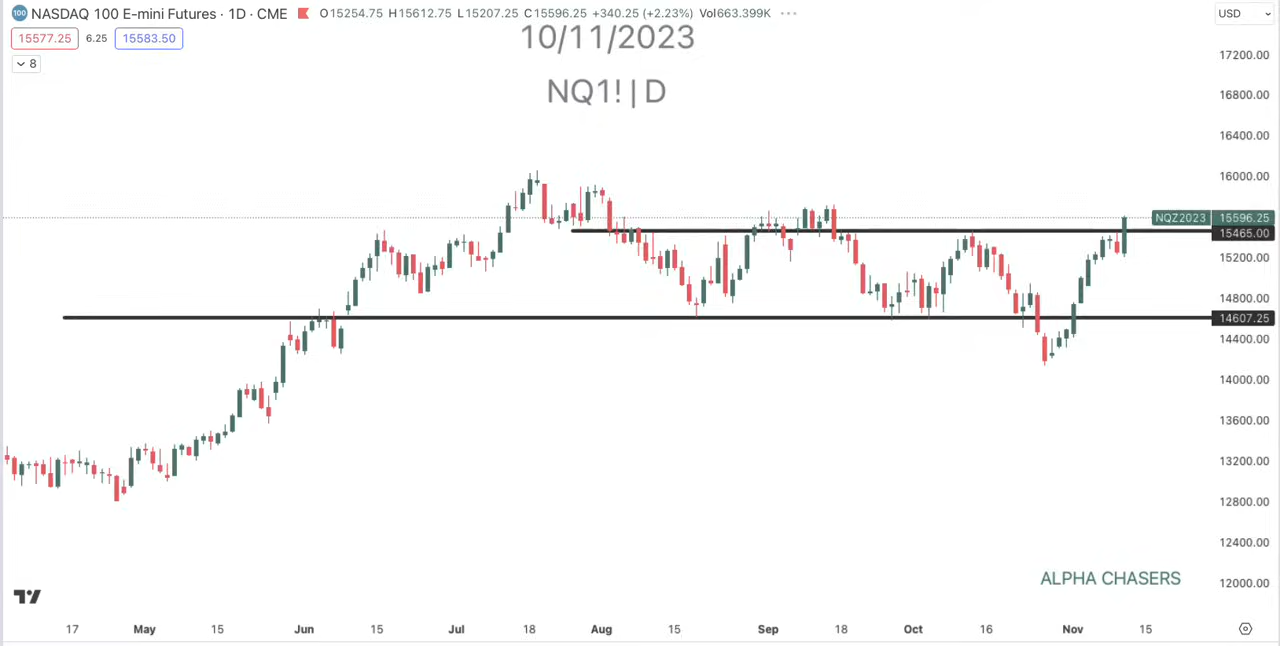 NASDAQ 100 E-mini Futures · 1D · CME O15254.75 H15612.75 L15207.25 C15596.25 +340.25 (+2.23%) Vol663.399K ···
USD
15577.25 6.25 15583.50
8
10/11/2023
NQ1! | D
17200.00
16800.00
16400.00
16000.00
NQZ2023 15596.25
15465.00
15200.00
14800.00
14607.25
14400.00
14000.00
13600.00
13200.00
12800.00
12400.00
12000.00
ALPHA CHASERS
17 May 15 Jun 15 Jul 18 Aug 15 Sep 18 Oct 16 Nov 15